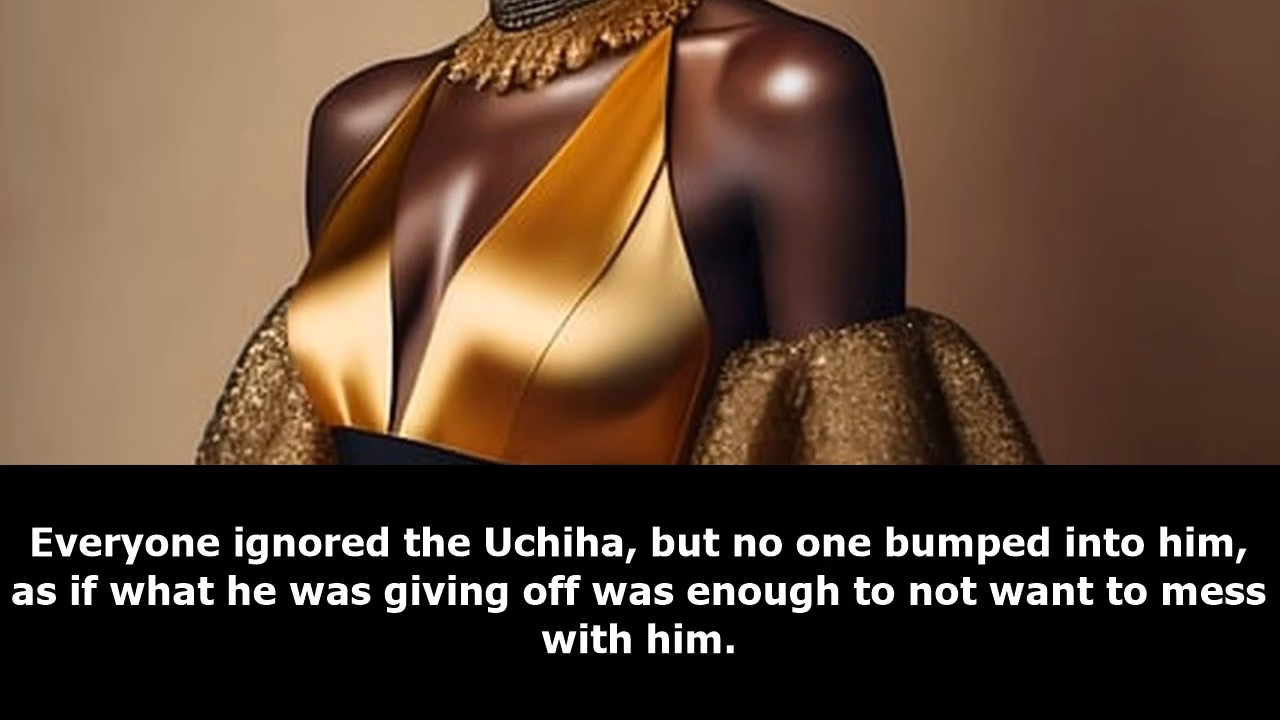 Everyone ignored the Uchiha, but no one bumped into him,
as if what he was giving off was enough to not want to mess
with him.